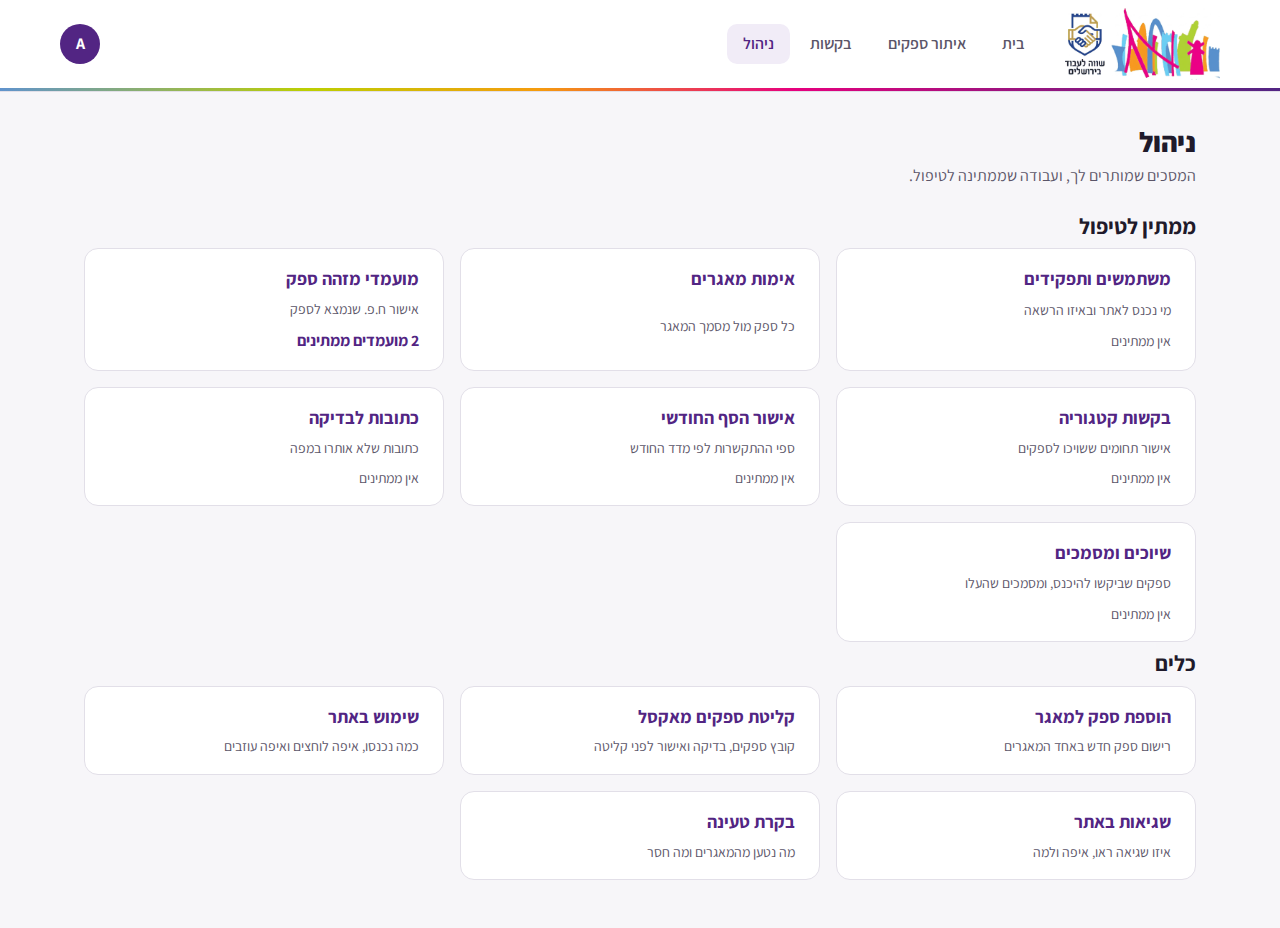 שווה לעבוד
בירושלים
בית
איתור ספקים
בקשות
ניהול
A
ניהול
המסכים שמותרים לך, ועבודה שממתינה לטיפול.
ממתין לטיפול
משתמשים ותפקידים
מי נכנס לאתר ובאיזו הרשאה
אין ממתינים
אימות מאגרים
כל ספק מול מסמך המאגר
מועמדי מזהה ספק
אישור ח.פ. שנמצא לספק
2 מועמדים ממתינים
בקשות קטגוריה
אישור תחומים ששויכו לספקים
אין ממתינים
אישור הסף החודשי
ספי ההתקשרות לפי מדד החודש
אין ממתינים
כתובות לבדיקה
כתובות שלא אותרו במפה
אין ממתינים
שיוכים ומסמכים
ספקים שביקשו להיכנס, ומסמכים שהעלו
אין ממתינים
כלים
הוספת ספק למאגר
רישום ספק חדש באחד המאגרים
קליטת ספקים מאקסל
קובץ ספקים, בדיקה ואישור לפני קליטה
שימוש באתר
כמה נכנסו, איפה לוחצים ואיפה עוזבים
שגיאות באתר
איזו שגיאה ראו, איפה ולמה
בקרת טעינה
מה נטען מהמאגרים ומה חסר